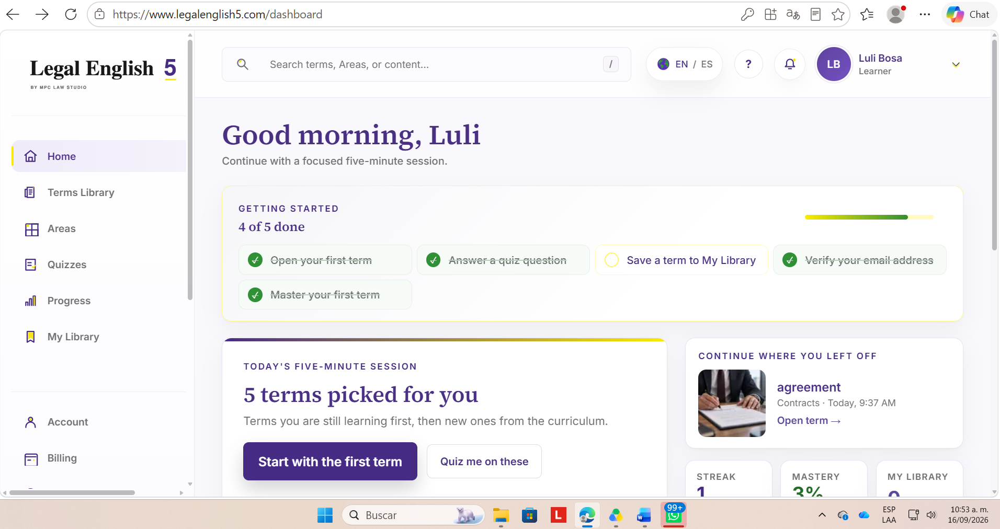 https://www.legalenglish5.com/dashboard
Chat
Legal English 5
BY MPC LAW STUDIO
Search terms, Areas, or content...
/
EN / ES
?
LB
Luli Bosa
Learner
Home
Terms Library
Areas
Quizzes
Progress
My Library
Account
Billing
Good morning, Luli
Continue with a focused five-minute session.
GETTING STARTED
4 of 5 done
Open your first term
Answer a quiz question
Save a term to My Library
Verify your email address
Master your first term
TODAY'S FIVE-MINUTE SESSION
5 terms picked for you
Terms you are still learning first, then new ones from the curriculum.
Start with the first term
Quiz me on these
CONTINUE WHERE YOU LEFT OFF
agreement
Contracts · Today, 9:37 AM
Open term →
STREAK
1
MASTERY
3%
MY LIBRARY
0
Buscar
L
W
99+
ESP
LAA
10:53 a. m.
16/09/2026